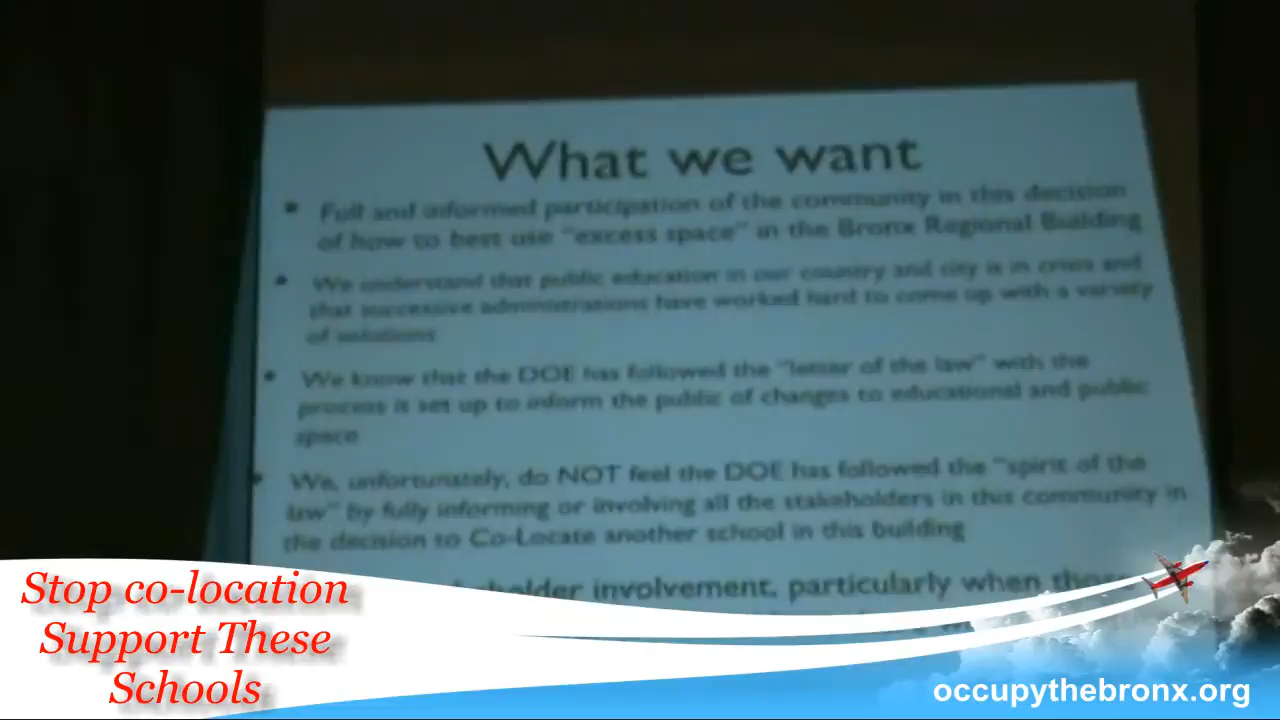 What we want
• Full and informed participation of the community in this decision
of how to best use "excess space" in the Bronx Regional Building
• We understand that public education in our country and city is in crisis and
that successive administrations have worked hard to come up with a variety
of solutions
• We know that the DOE has followed the "letter of the law" with the
process is set up to inform the public of changes to educational and public
space
• We, unfortunately, do NOT feel the DOE has followed the "spirit of the
law" by fully informing or involving all the stakeholders in this community in
the decision to Co-Locate another school in this building
holder involvement, particularly when
Stop co-location
Support These
Schools
occupythebronx.org